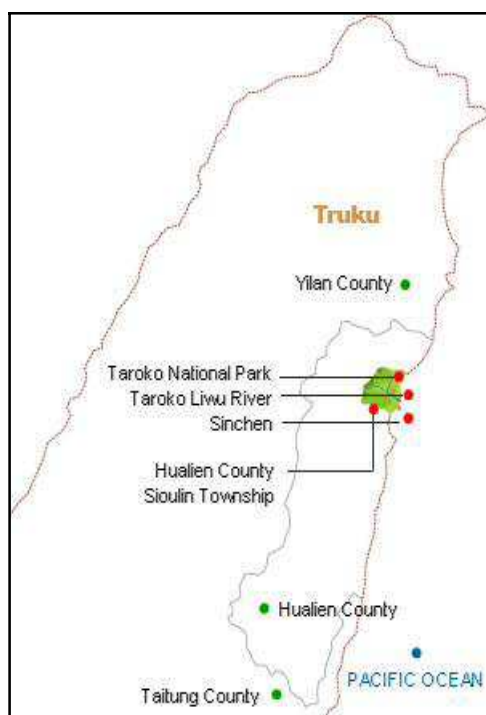 Truku
Yilan County
Taroko National Park
Taroko Liwu River
Sinchen
Hualien County
Sioulin Township
Hualien County
PACIFIC OCEAN
Taitung County